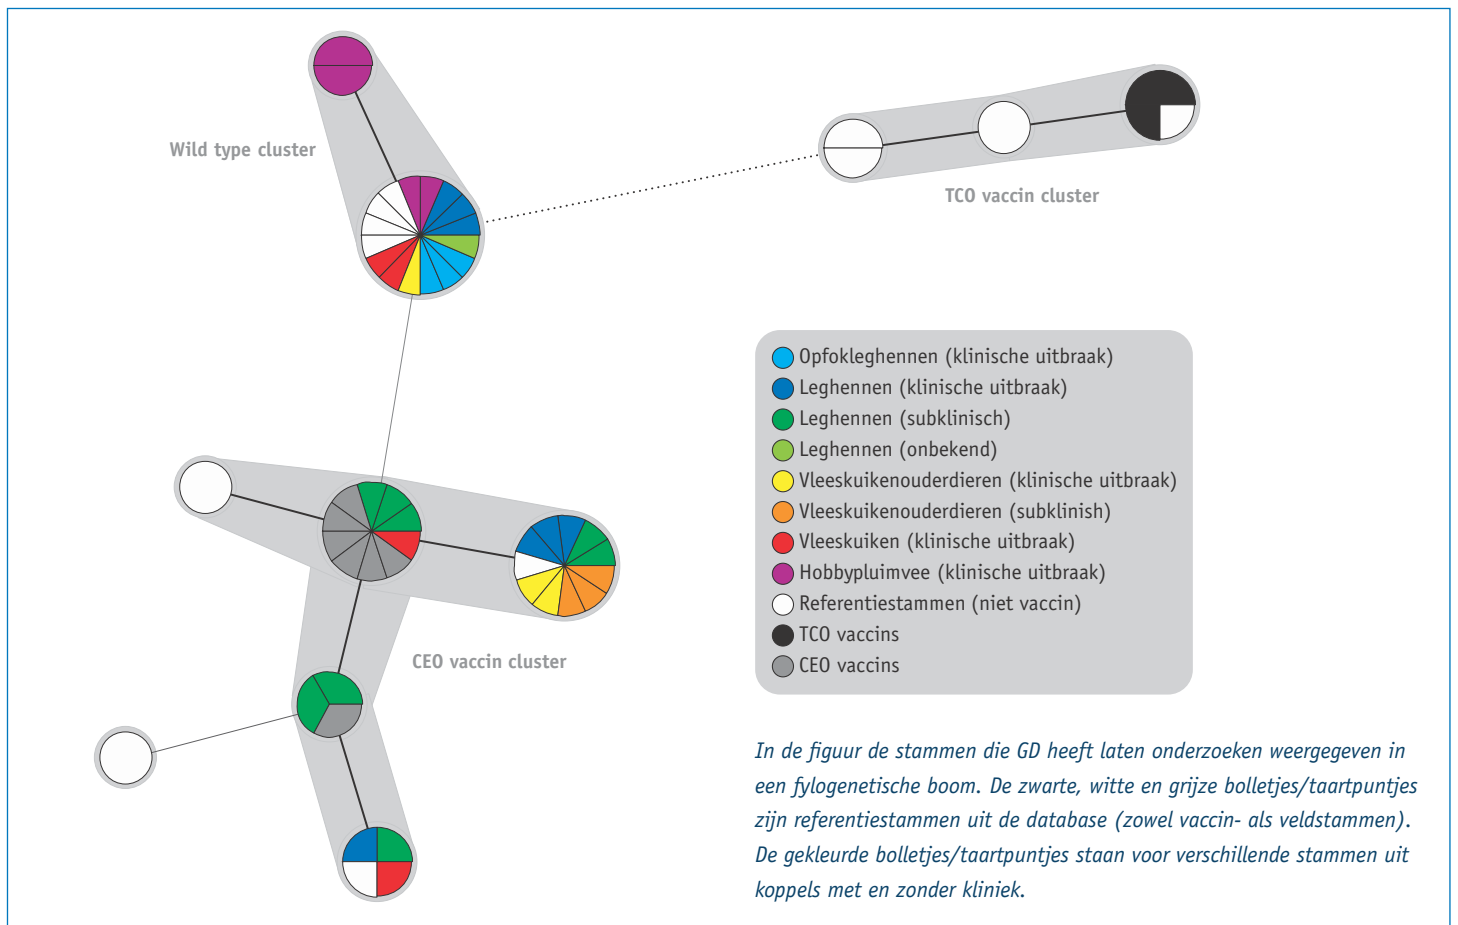 Wild type cluster
TCO vaccin cluster
Opfokleghennen (klinische uitbraak)
Leghennen (klinische uitbraak)
Leghennen (subklinisch)
Leghennen (onbekend)
Vleeskuikenouderdieren (klinische uitbraak)
Vleeskuikenouderdieren (subklinish)
Vleeskuiken (klinische uitbraak)
Hobbypluimvee (klinische uitbraak)
Referentiestammen (niet vaccin)
TCO vaccins
CEO vaccins
CEO vaccin cluster
In de figuur de stammen die GD heeft laten onderzoeken weergegeven in
een fylogenetische boom. De zwarte, witte en grijze bolletjes/taartpuntjes
zijn referentiestammen uit de database (zowel vaccin- als veldstammen).
De gekleurde bolletjes/taartpuntjes staan voor verschillende stammen uit
koppels met en zonder kliniek.